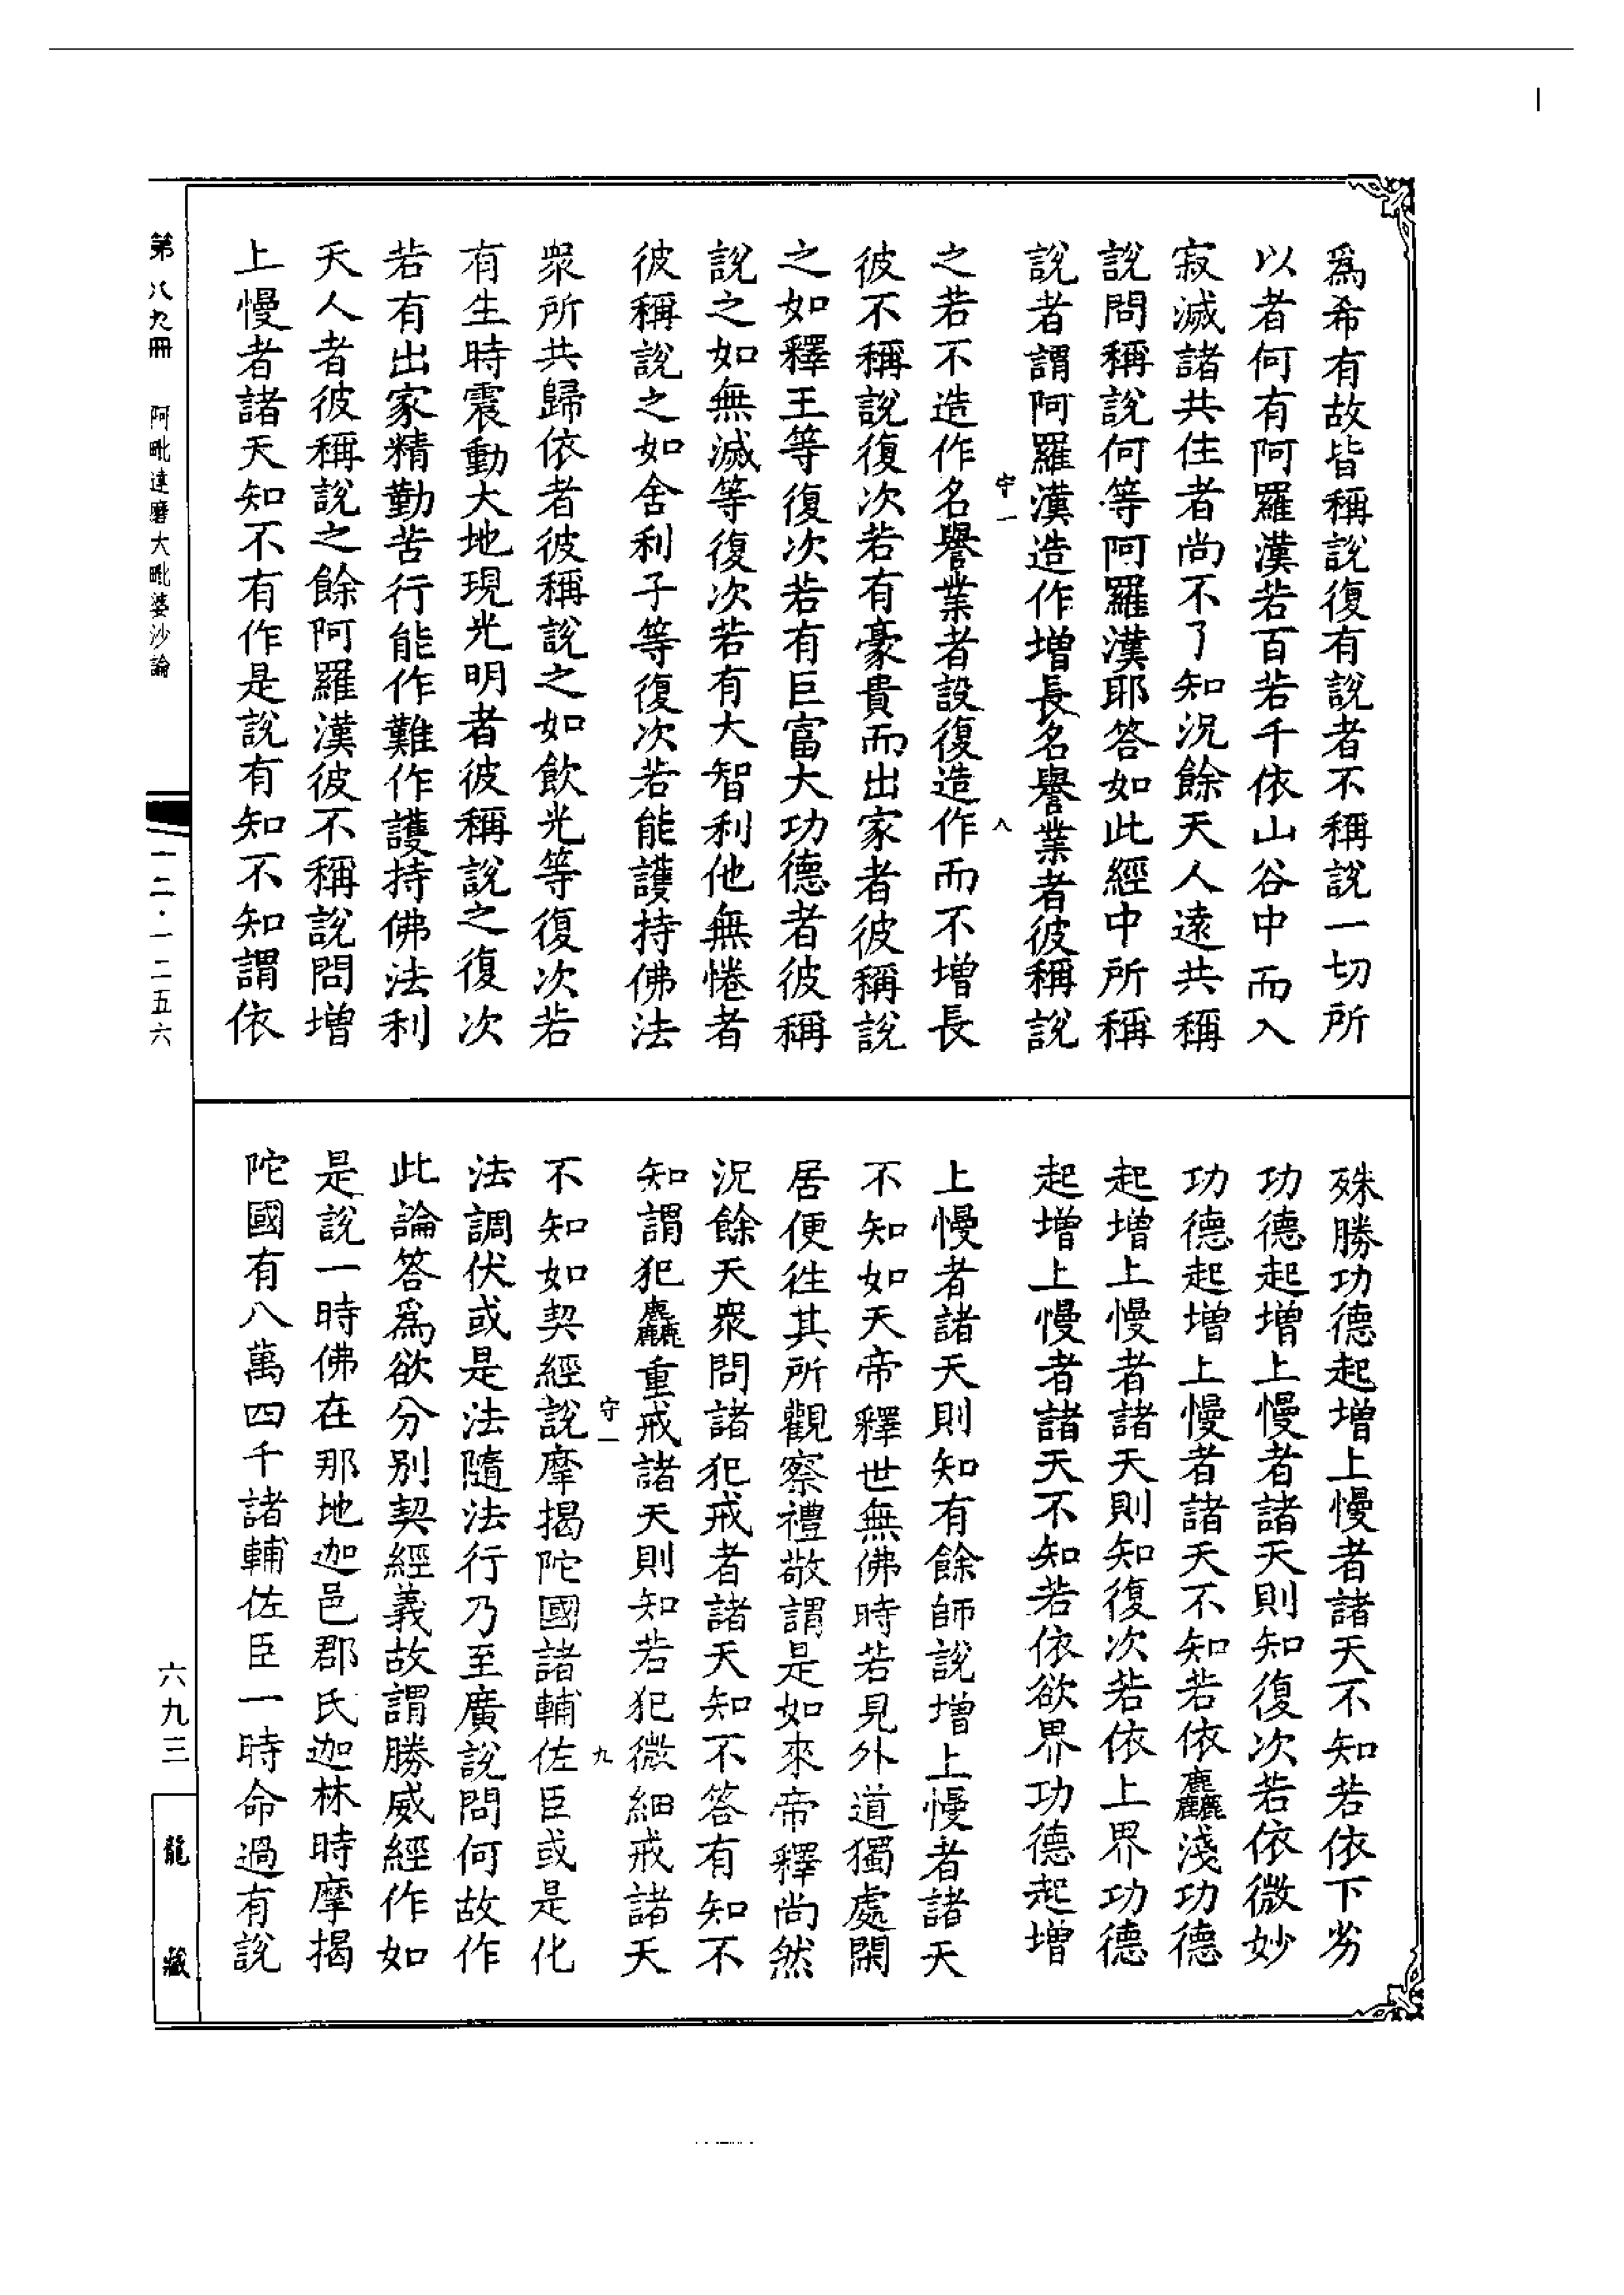 為希有故皆稱說復有說者不稱說一切所
以者何有阿羅漢若百若千依山谷中而入
寂滅諸共住者尚不了知況餘天人遠共稱
說問稱說何等阿羅漢耶答如此經中所稱
說者謂阿羅漢造作增長名譽業者彼稱說
守一
八
之若不造作名譽業者設復造作而不增長
彼不稱說復次若有豪貴而出家者彼稱說
之如釋王等復次若有巨富大功德者彼稱
說之如無滅等復次若有大智利他無惓者
彼稱說之如舍利子等復次若能護持佛法
眾所共歸依者彼稱說之如飲光等復次若
有生時震動大地現光明者彼稱說之復次
若有出家精勤苦行能作難作護持佛法利
天人者彼稱說之餘阿羅漢彼不稱說問增
上慢者諸天知不有作是說有知不知謂依
殊勝功德起增上慢者諸天不知若依下劣
功德起增上慢者諸天則知復次若依微妙
功德起增上慢者諸天不知若依麤淺功德
起增上慢者諸天則知復次若依上界功德
起增上慢者諸天不知若依欲界功德起增
上慢者諸天則知有餘師說增上慢者諸天
不知如天帝釋世無佛時若見外道獨處閑
居便往其所觀察禮敬謂是如來帝釋尚然
況餘天眾問諸犯戒者諸天知不答有知不
知謂犯麤重戒諸天則知若犯微細戒諸天
守一
九
不知如契經說摩揭陀國諸輔佐臣或是化
法調伏或是法隨法行乃至廣說問何故作
此論答為欲分別契經義故謂勝威經作如
是說一時佛在那地迦邑郡氏迦林時摩揭
陀國有八萬四千諸輔佐臣一時命過有說
第八九冊 阿毗達磨大毗婆沙論
一二·一二五六
六九三
龍藏